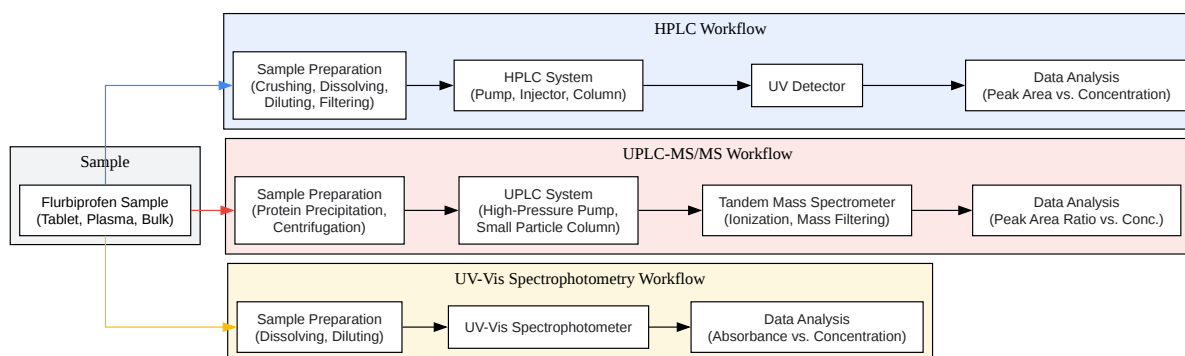 HPLC Workflow
Sample Preparation
(Crushing, Dissolving,
Diluting, Filtering)
HPLC System
(Pump, Injector, Column)
UV Detector
Data Analysis
(Peak Area vs. Concentration)
Sample
Flurbiprofen Sample
(Tablet, Plasma, Bulk)
UPLC-MS/MS Workflow
Sample Preparation
(Protein Precipitation,
Centrifugation)
UPLC System
(High-Pressure Pump,
Small Particle Column)
Tandem Mass Spectrometer
(Ionization, Mass Filtering)
Data Analysis
(Peak Area Ratio vs. Conc.)
UV-Vis Spectrophotometry Workflow
Sample Preparation
(Dissolving, Diluting)
UV-Vis Spectrophotometer
Data Analysis
(Absorbance vs. Concentration)